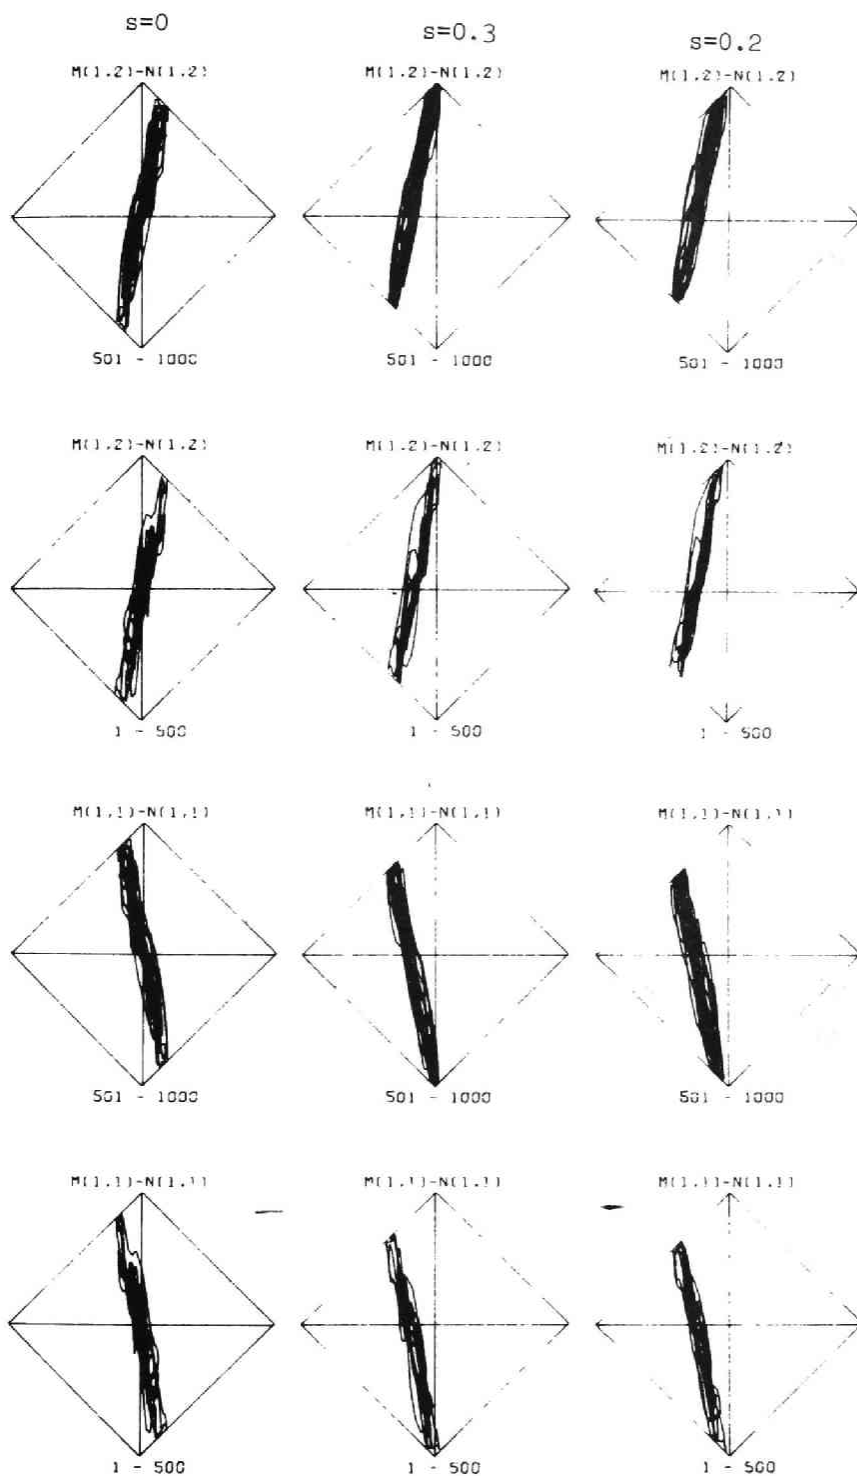 s=0 s=0.3 s=0.2
M(1,2)-N(1,2) M(1,2)-N(1,2) M(1,2)-N(1,2)
501 - 1000 501 - 1000 501 - 1000
M(1,2)-N(1,2) M(1,2)-N(1,2) M(1,2)-N(1,2)
1 - 500 1 - 500 1 - 500
M(1,1)-N(1,1) M(1,1)-N(1,1) M(1,1)-N(1,1)
501 - 1000 501 - 1000 501 - 1000
M(1,1)-N(1,1) M(1,1)-N(1,1) M(1,1)-N(1,1)
1 - 500 1 - 500 1 - 500